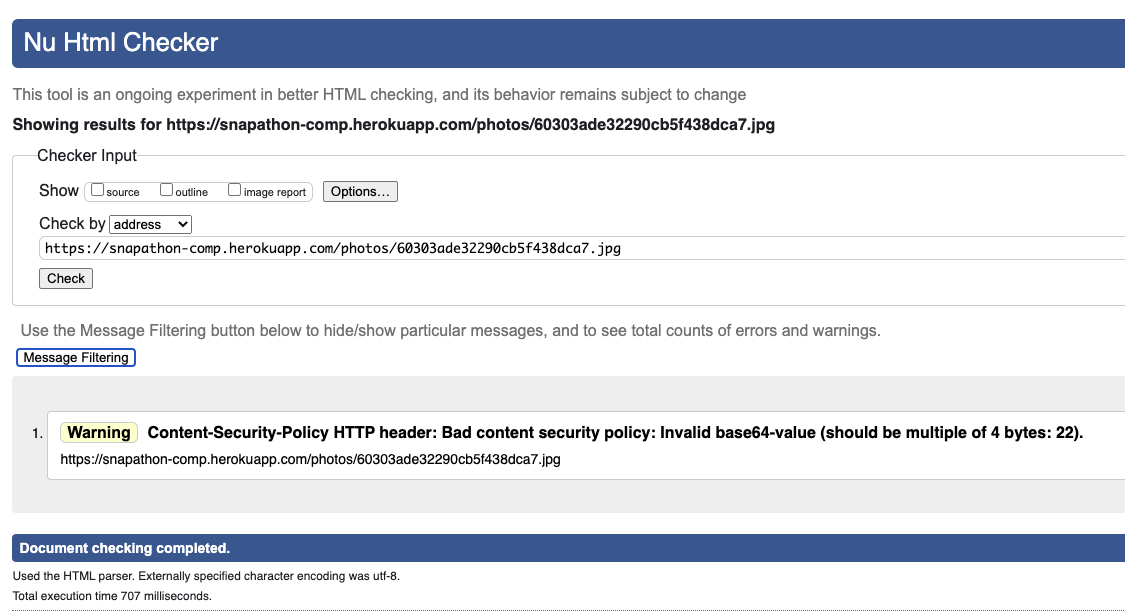 Nu Html Checker
This tool is an ongoing experiment in better HTML checking, and its behavior remains subject to change
Showing results for https://snapathon-comp.herokuapp.com/photos/60303ade32290cb5f438dca7.jpg
Checker Input
Show source outline image report Options...
Check by address
https://snapathon-comp.herokuapp.com/photos/60303ade32290cb5f438dca7.jpg
Check
Use the Message Filtering button below to hide/show particular messages, and to see total counts of errors and warnings.
Message Filtering
1. Warning Content-Security-Policy HTTP header: Bad content security policy: Invalid base64-value (should be multiple of 4 bytes: 22).
https://snapathon-comp.herokuapp.com/photos/60303ade32290cb5f438dca7.jpg
Document checking completed.
Used the HTML parser. Externally specified character encoding was utf-8.
Total execution time 707 milliseconds.